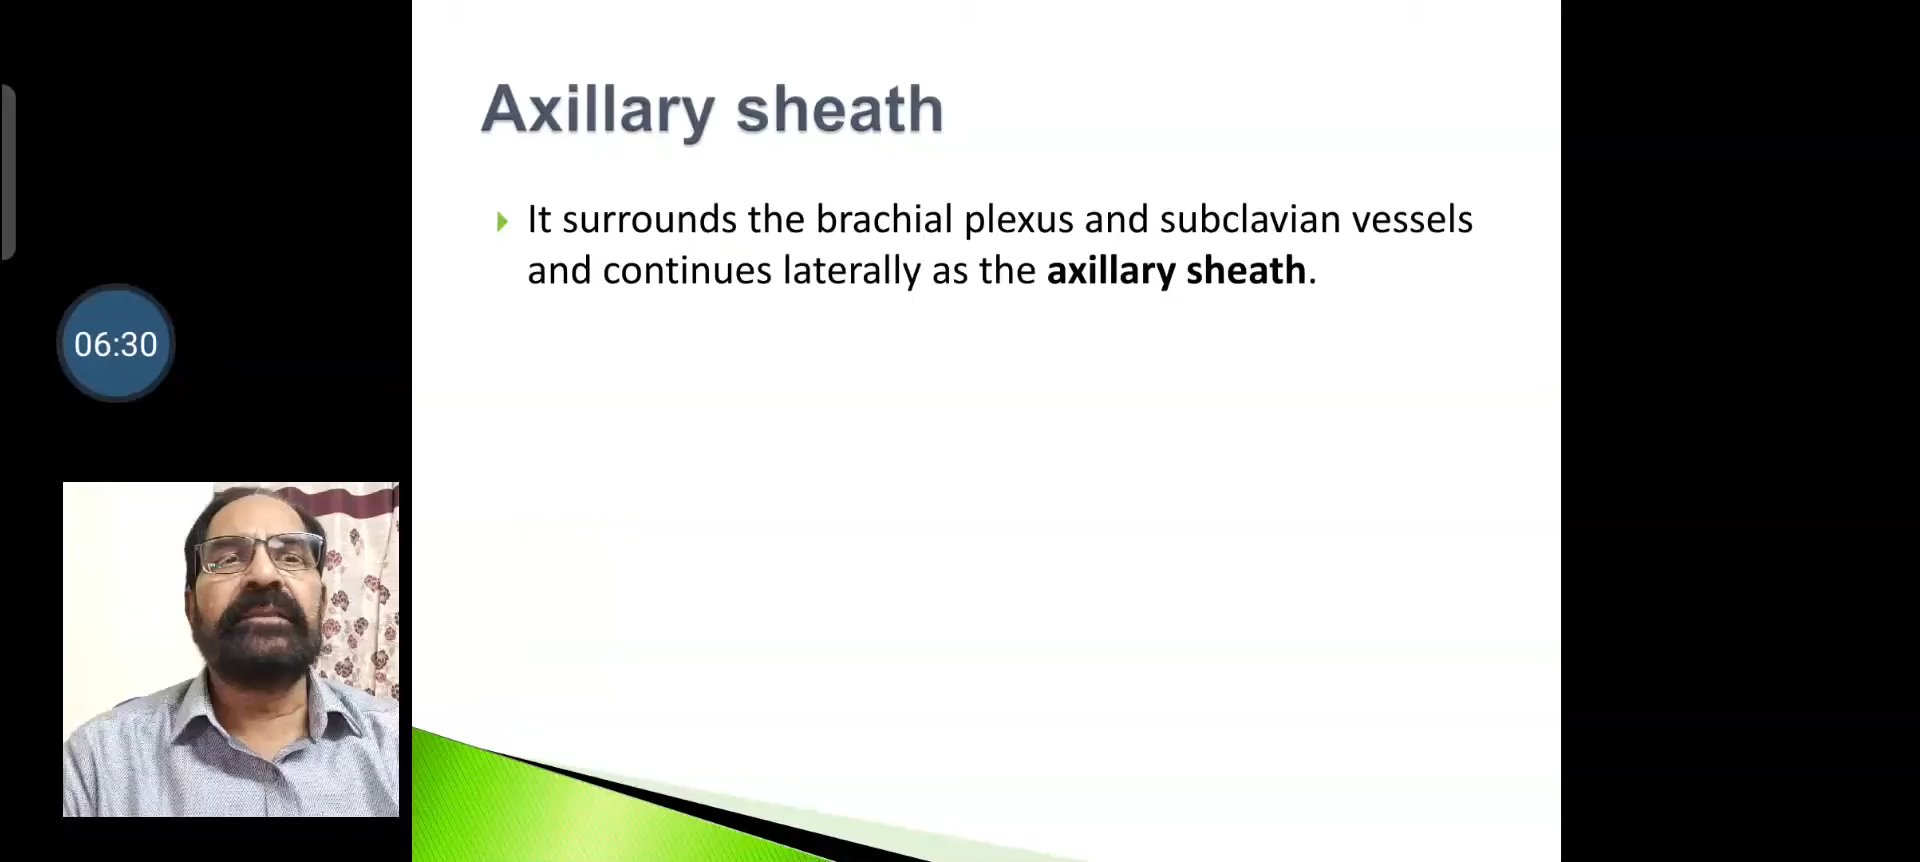 Axillary sheath
It surrounds the brachial plexus and subclavian vessels
and continues laterally as the axillary sheath.
06:30